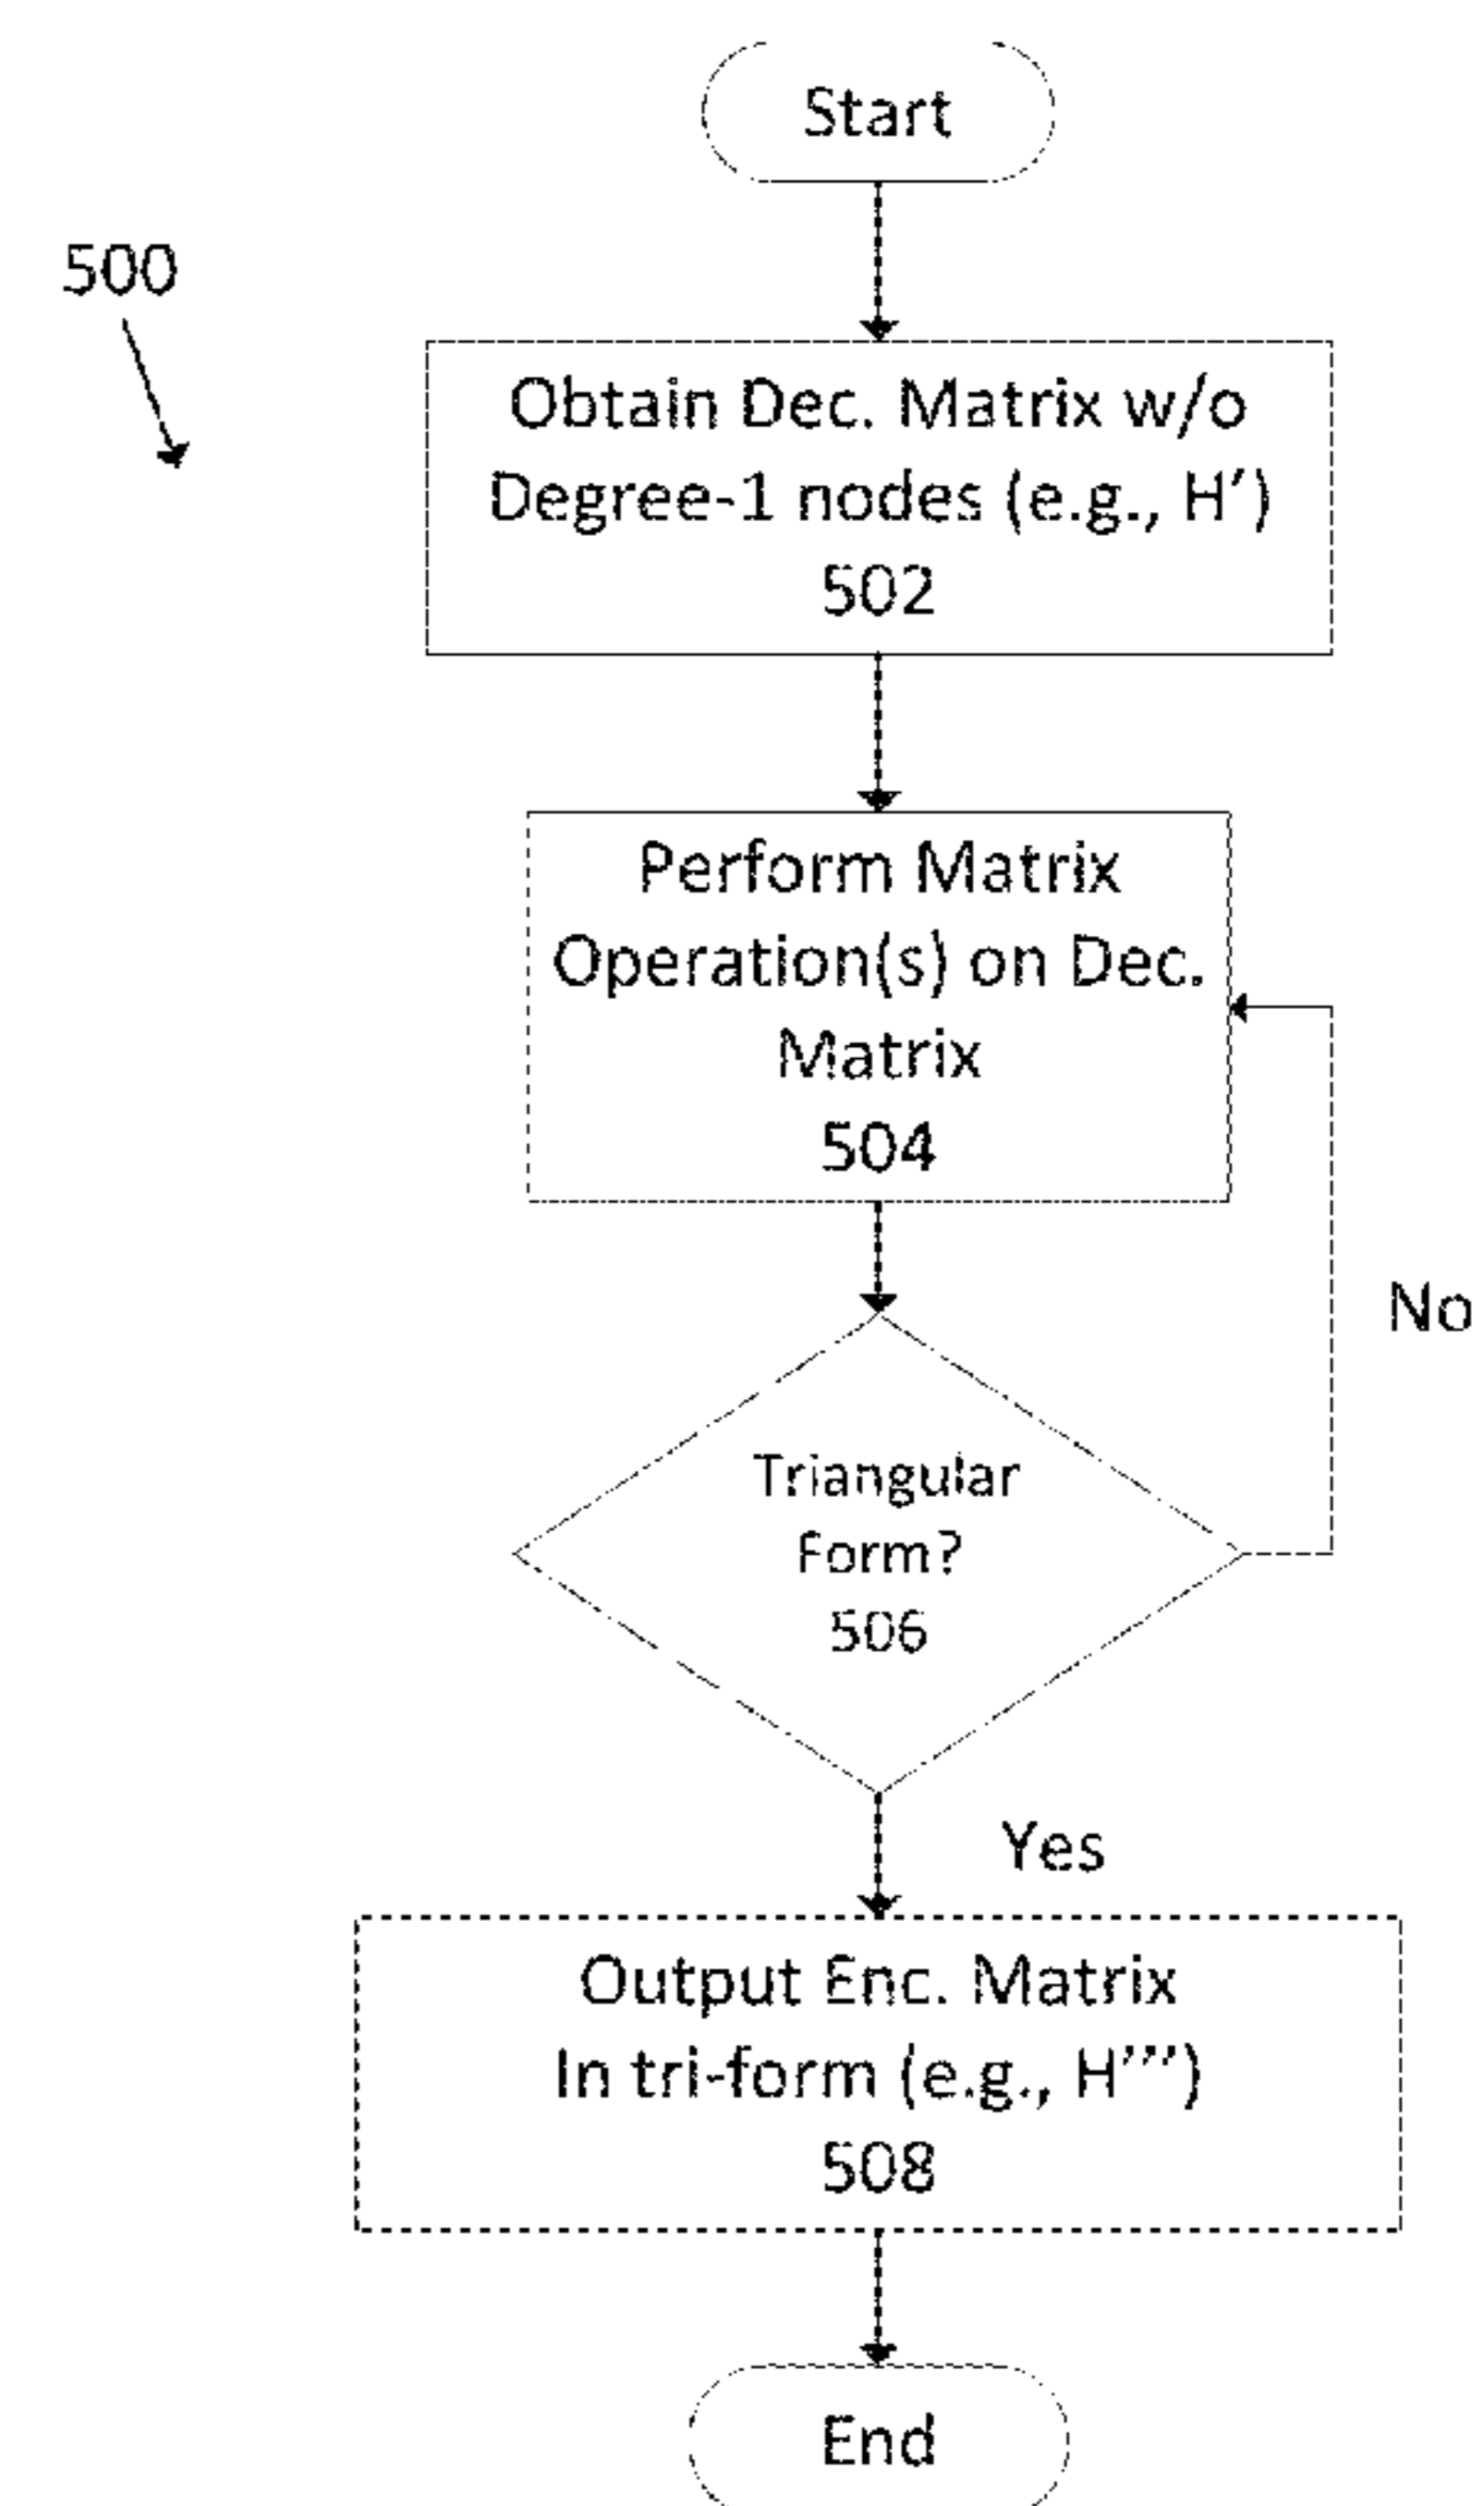 Start
500
Obtain Dec. Matrix w/o
Degree-1 nodes (e.g., H’)
502
Perform Matrix
Operation(s) on Dec.
Matrix
504
No
Triangular
Form?
506
Yes
Output Enc. Matrix
In tri-form (e.g., H’’’)
508
End